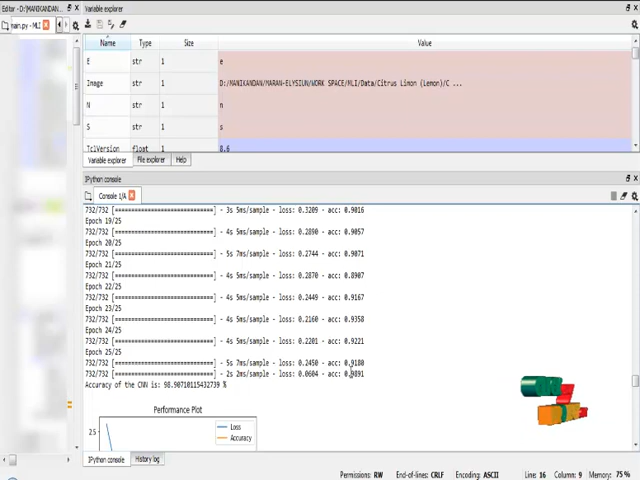 Editor - D:\MANIKANDAN...
Variable explorer
main.py - MLI
Name Type Size Value
E str 1 e
Image str 1 D:/MANIKANDAN/MARAN-ELYSIUN/WORK SPACE/MLI/Data/Citrus Limon (Lemon)/C ...
N str 1 n
S str 1 s
TclVersion float 1 8.6
Variable explorer File explorer Help
IPython console
Console 1/A
732/732 [==============================] - 3s 5ms/sample - loss: 0.3209 - acc: 0.9016
Epoch 19/25
732/732 [==============================] - 4s 5ms/sample - loss: 0.2890 - acc: 0.9057
Epoch 20/25
732/732 [==============================] - 5s 7ms/sample - loss: 0.2744 - acc: 0.9071
Epoch 21/25
732/732 [==============================] - 4s 5ms/sample - loss: 0.2870 - acc: 0.8907
Epoch 22/25
732/732 [==============================] - 4s 5ms/sample - loss: 0.2449 - acc: 0.9167
Epoch 23/25
732/732 [==============================] - 4s 5ms/sample - loss: 0.2160 - acc: 0.9358
Epoch 24/25
732/732 [==============================] - 4s 5ms/sample - loss: 0.2201 - acc: 0.9221
Epoch 25/25
732/732 [==============================] - 5s 7ms/sample - loss: 0.2450 - acc: 0.9180
732/732 [==============================] - 2s 2ms/sample - loss: 0.0604 - acc: 0.9891
Accuracy of the CNN is: 98.90710115432739 %
Performance Plot
2.5
Loss
Accuracy
IPython console History log
Permissions: RW End-of-lines: CRLF Encoding: ASCII Line: 16 Column: 9 Memory: 75 %